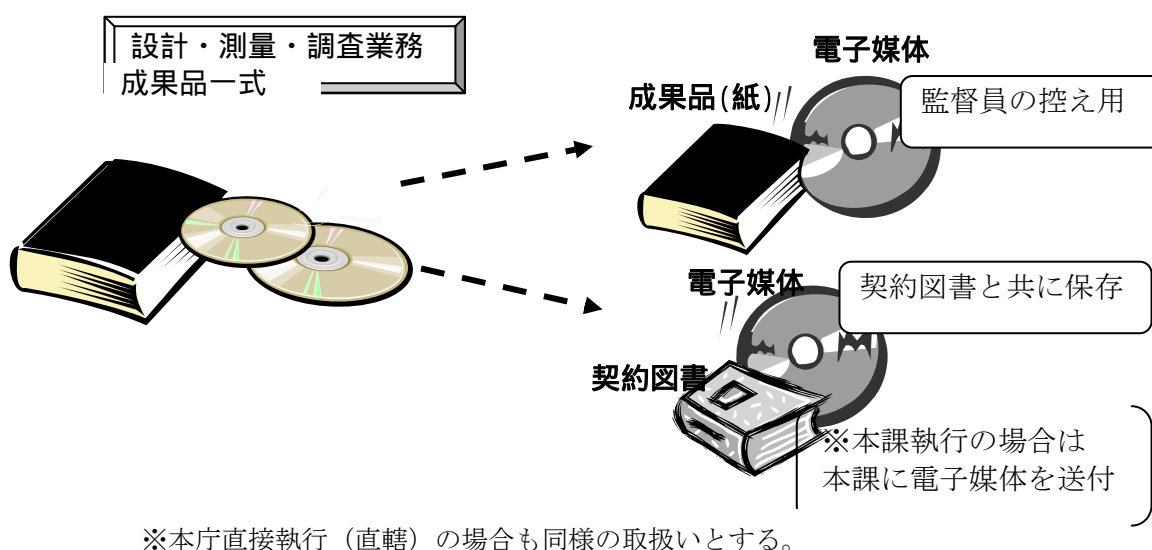 設計・測量・調査業務
成果品一式
電子媒体
成果品(紙)
監督員の控え用
電子媒体
契約図書と共に保存
契約図書
※本課執行の場合は
本課に電子媒体を送付
※本庁直接執行（直轄）の場合も同様の取扱いとする。